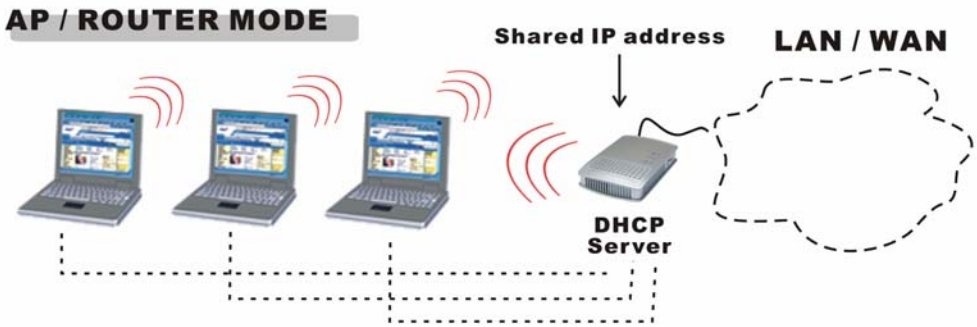 AP / ROUTER MODE
Shared IP address
LAN / WAN
DHCP
Server